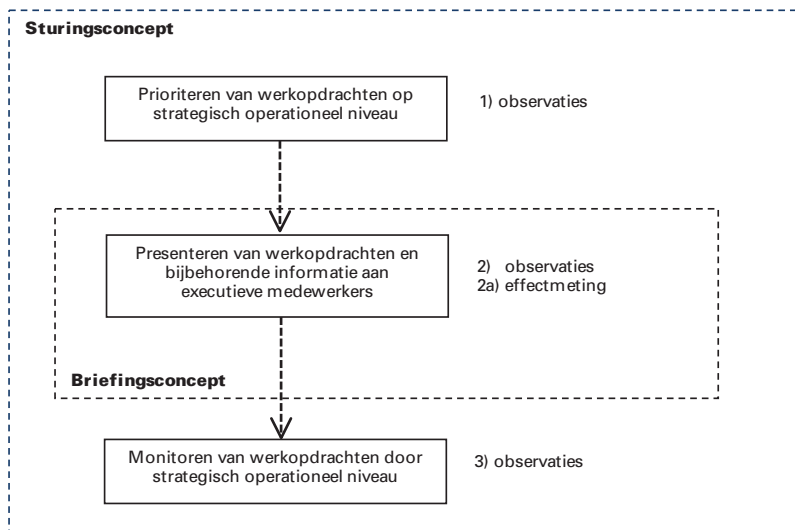 Sturingsconcept
Prioriteren van werkopdrachten op
strategisch operationeel niveau
1) observaties
Presenteren van werkopdrachten en
bijbehorende informatie aan
executieve medewerkers
2) observaties
2a) effectmeting
Briefingsconcept
Monitoren van werkopdrachten door
strategisch operationeel niveau
3) observaties